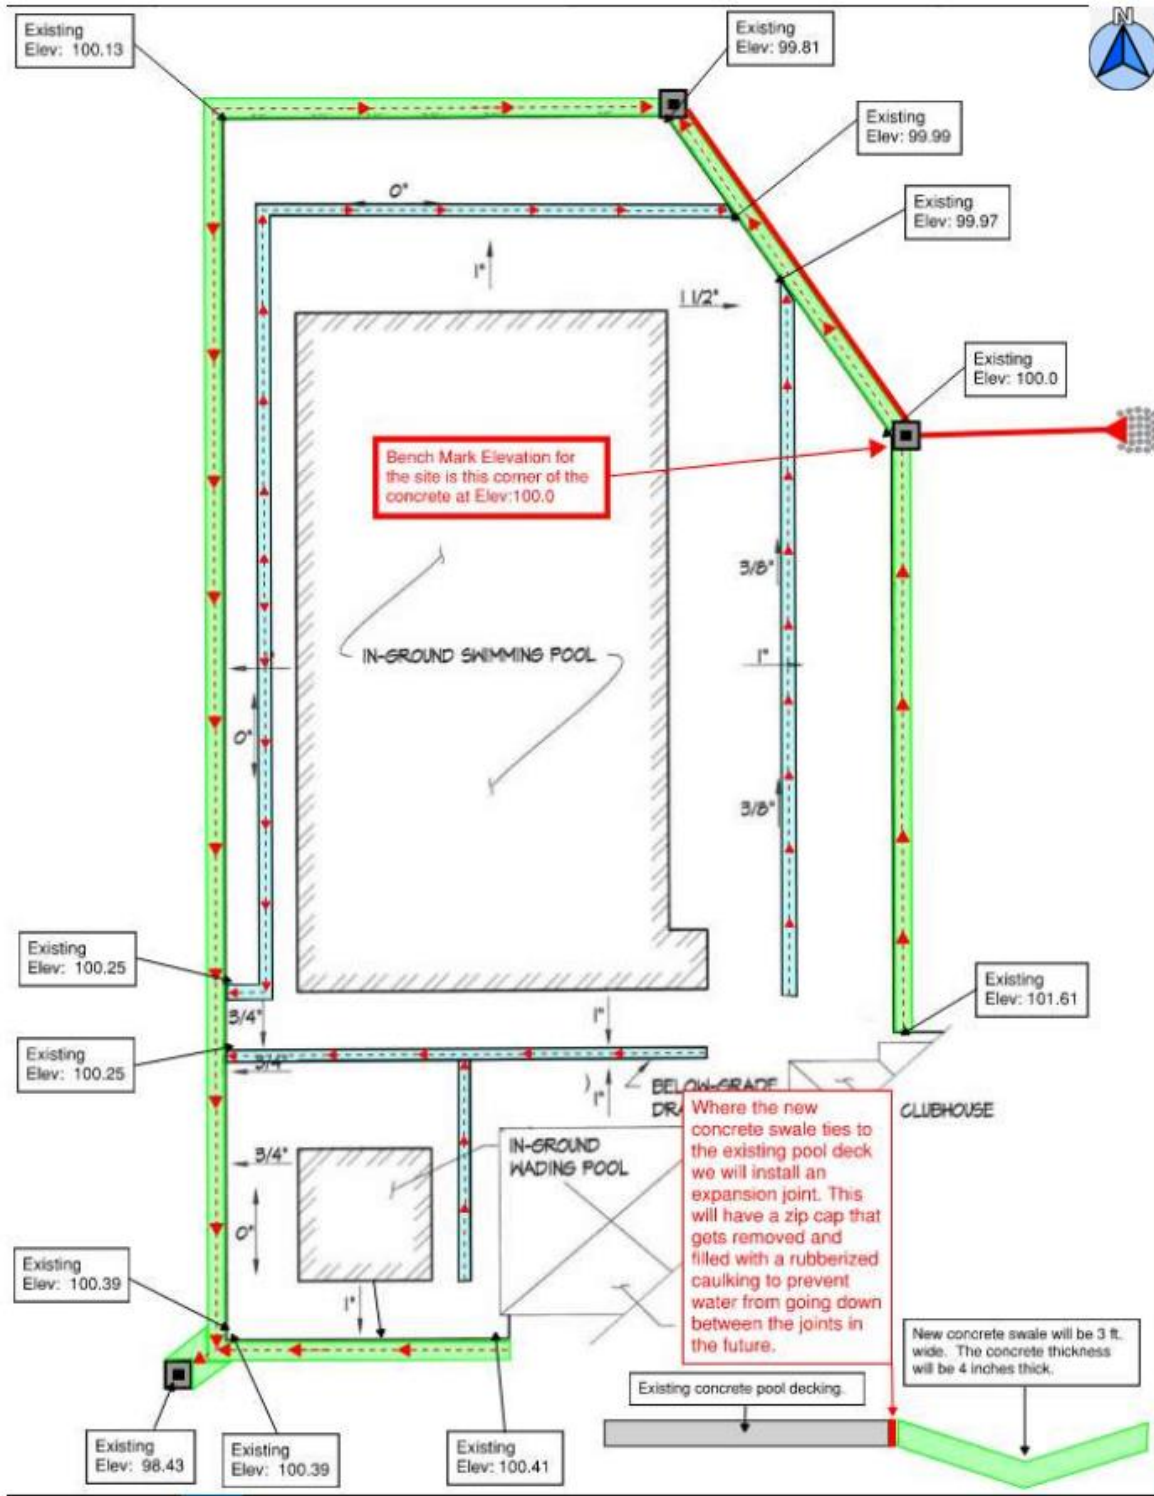 N
Existing
Elev: 100.13
Existing
Elev: 99.81
Existing
Elev: 99.99
0"
Existing
Elev: 99.97
1"
1 1/2"
Existing
Elev: 100.0
Bench Mark Elevation for
the site is this corner of the
concrete at Elev:100.0
3/8"
IN-GROUND SWIMMING POOL
1"
0"
3/8"
Existing
Elev: 100.25
Existing
Elev: 101.61
3/4"
1"
Existing
Elev: 100.25
3/4"
1"
BELOW-GRADE
CLUBHOUSE
Where the new
concrete swale ties to
the existing pool deck
we will install an
expansion joint. This
will have a zip cap that
gets removed and
filled with a rubberized
caulking to prevent
water from going down
between the joints in
the future.
IN-GROUND
WADING POOL
3/4"
0"
Existing
Elev: 100.39
1"
New concrete swale will be 3 ft.
wide. The concrete thickness
will be 4 inches thick.
Existing concrete pool decking.
Existing
Elev: 98.43
Existing
Elev: 100.39
Existing
Elev: 100.41